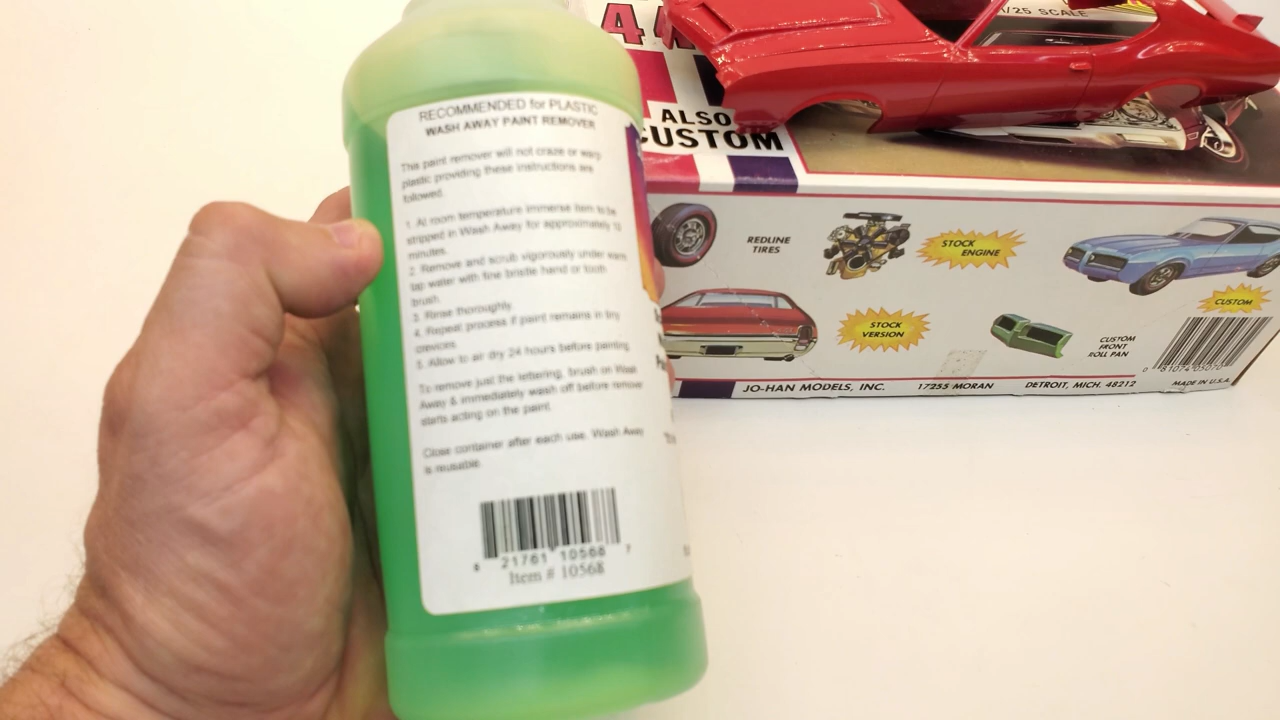 RECOMMENDED for PLASTIC
WASH AWAY PAINT REMOVER
This paint remover will not craze or warp
plastic providing these instructions are
followed.
1. At room temperature immerse item to be
stripped in Wash Away for approximately
minutes.
2. Remove and scrub vigorously under warm
tap water with fine bristle hand or tooth
brush.
3. Rinse thoroughly.
4. Repeat process if paint remains in tiny
crevices.
5. Allow to air dry 24 hours before painting.
To remove just the lettering, brush on Wash
Away & immediately wash off before remover
starts acting on the paint.
Close container after each use. Wash Away
is reusable.
6 21761 10568 7
Item # 10568
44
1/25 SCALE
ALSO
CUSTOM
REDLINE
TIRES
STOCK
ENGINE
STOCK
VERSION
CUSTOM
CUSTOM
FRONT
ROLL PAN
JO-HAN MODELS, INC. 17255 MORAN DETROIT, MICH. 48212
MADE IN U.S.A.